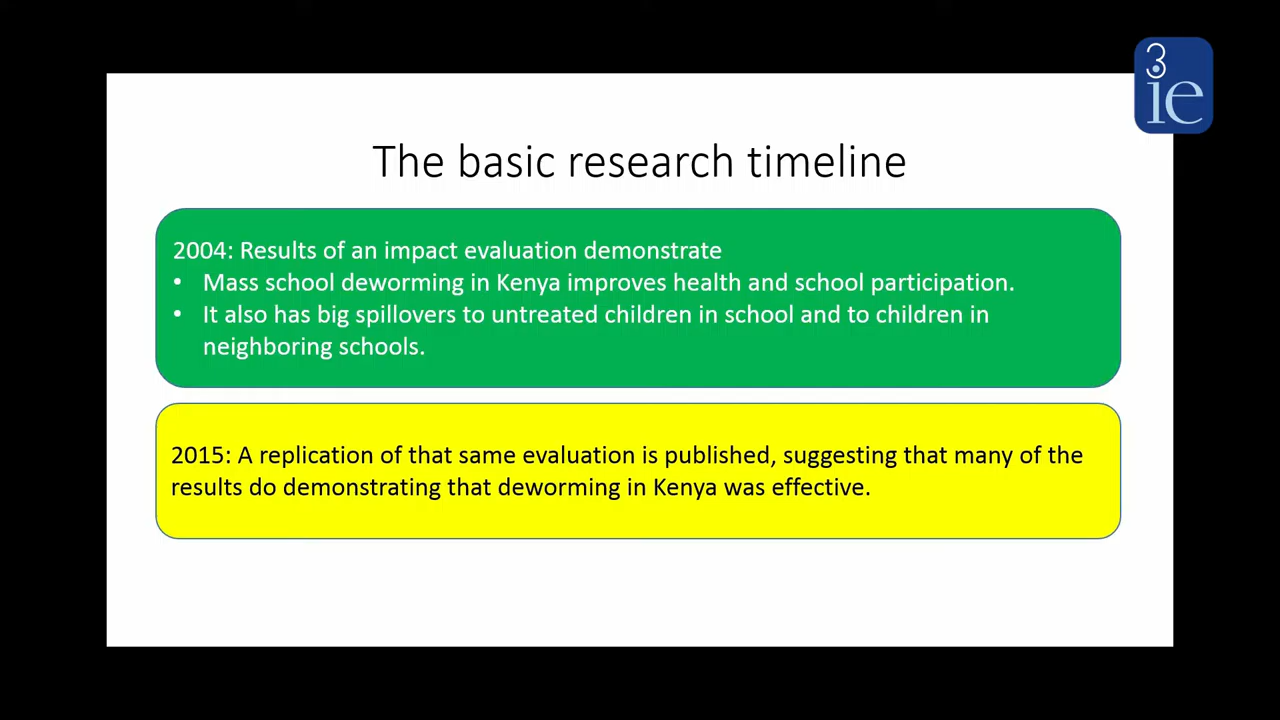 3
ie
The basic research timeline
2004: Results of an impact evaluation demonstrate
• Mass school deworming in Kenya improves health and school participation.
• It also has big spillovers to untreated children in school and to children in
neighboring schools.
2015: A replication of that same evaluation is published, suggesting that many of the
results do demonstrating that deworming in Kenya was effective.